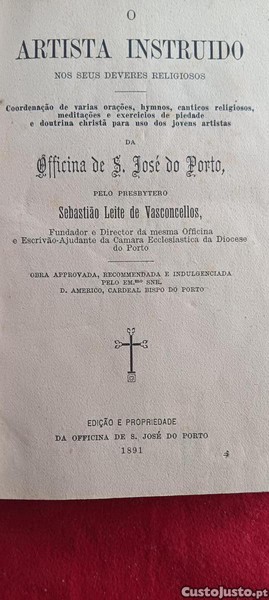 O
ARTISTA INSTRUIDO
NOS SEUS DEVERES RELIGIOSOS
Coordenação de varias orações, hymnos, canticos religiosos,
meditações e exercicios de piedade
e doutrina christã para uso dos jovens artistas
DA
Officina de S. José do Porto,
PELO PRESBYTERO
Sebastião Leite de Vasconcellos,
Fundador e Director da mesma Officina
e Escrivão-Ajudante da Camara Ecclesiastica da Diocese
do Porto
OBRA APPROVADA, RECOMMENDADA E INDULGENCIADA
PELO EM.mo SNR.
D. AMERICO, CARDEAL BISPO DO PORTO
EDIÇÃO E PROPRIEDADE
DA OFFICINA DE S. JOSÉ DO PORTO
1891
CustoJusto.pt